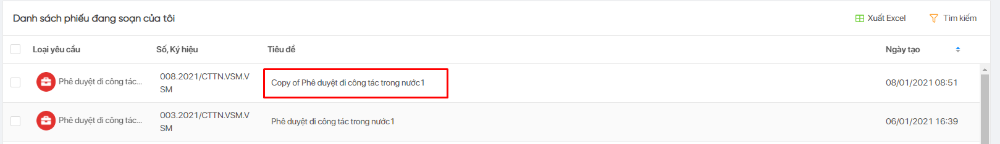 Danh sách phiếu đang soạn của tôi
Xuất Excel
Tìm kiếm
Loại yêu cầu
Số, Ký hiệu
Tiêu đề
Ngày tạo
Phê duyệt đi công tác...
008.2021/CTTN.VSM.V
SM
Copy of Phê duyệt đi công tác trong nước1
08/01/2021 08:51
Phê duyệt đi công tác...
003.2021/CTTN.VSM.V
SM
Phê duyệt đi công tác trong nước1
06/01/2021 16:39